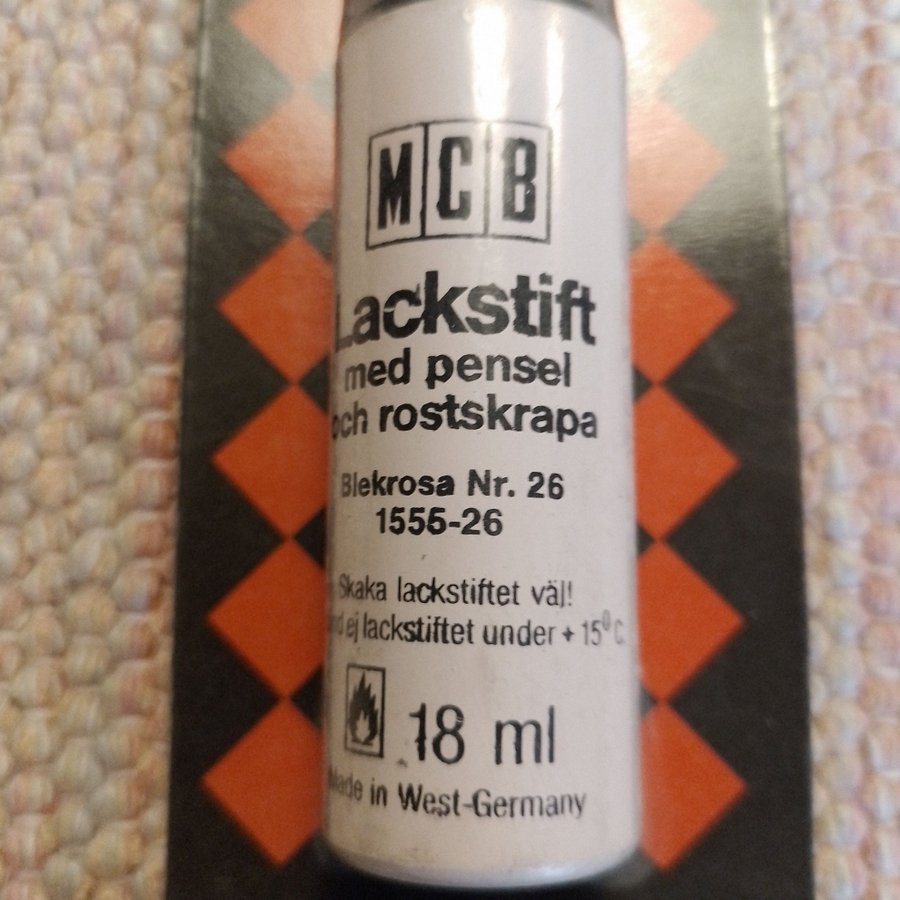 MCB
Lackstift
med pensel
och rostskrapa
Blekrosa Nr. 26
1555-26
Skaka lackstiftet väl!
ej lackstiftet under + 15⁰ C.
18 ml
Made in West-Germany